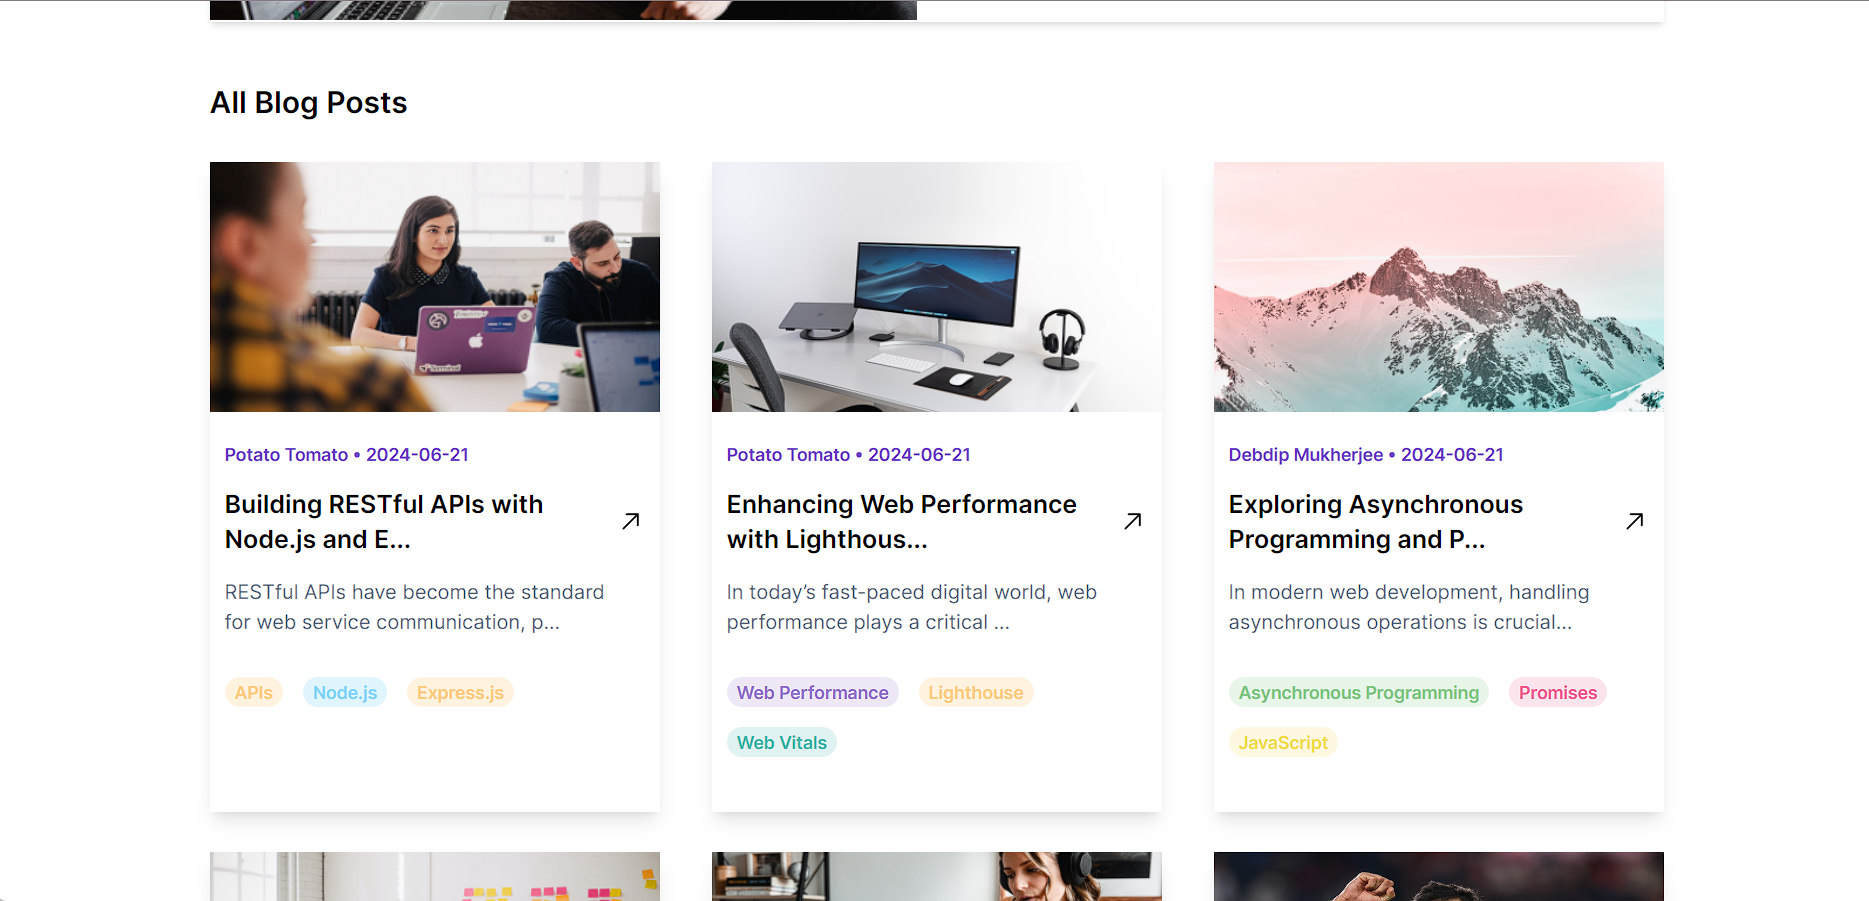 All Blog Posts
Potato Tomato • 2024-06-21
Building RESTful APIs with
Node.js and E...
RESTful APIs have become the standard
for web service communication, p...
APIs
Node.js
Express.js
Potato Tomato • 2024-06-21
Enhancing Web Performance
with Lighthous...
In today’s fast-paced digital world, web
performance plays a critical ...
Web Performance
Lighthouse
Web Vitals
Debdip Mukherjee • 2024-06-21
Exploring Asynchronous
Programming and P...
In modern web development, handling
asynchronous operations is crucial...
Asynchronous Programming
Promises
JavaScript